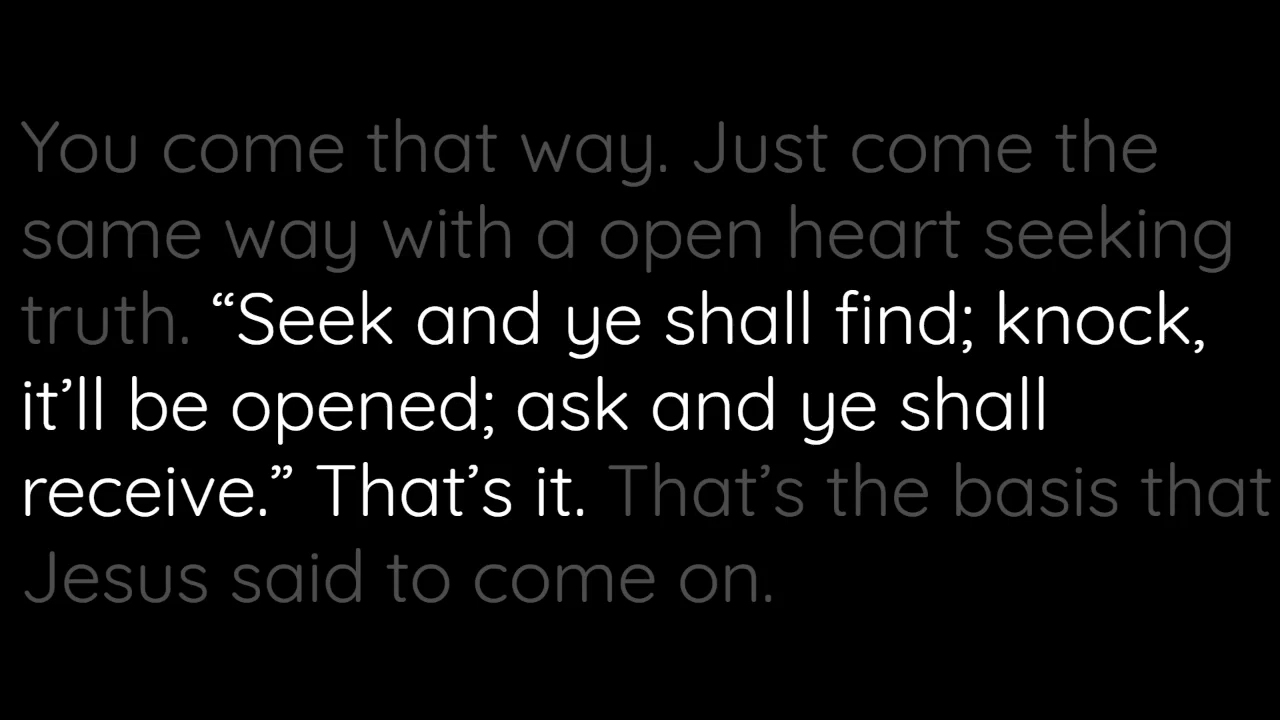 You come that way. Just come the
same way with a open heart seeking
truth. “Seek and ye shall find; knock,
it’ll be opened; ask and ye shall
receive.” That’s it. That’s the basis that
Jesus said to come on.